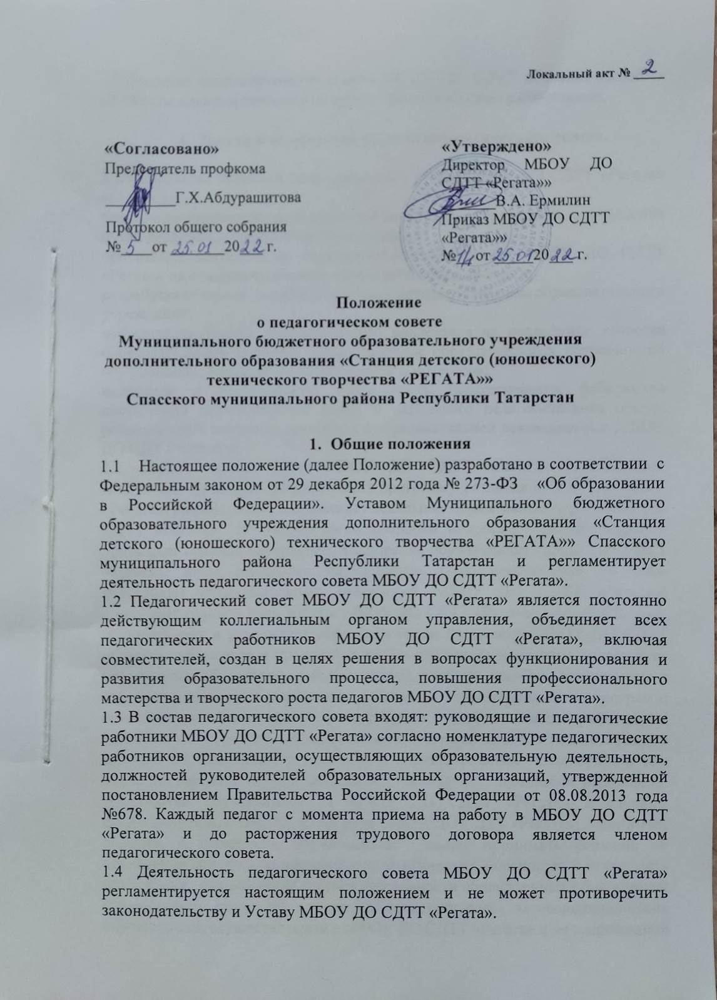 Локальный акт № 2
«Согласовано»
Председатель профкома
_________Г.Х.Абдурашитова
Протокол общего собрания
№ 5 от 25.01 2022 г.
«Утверждено»
Директор МБОУ ДО
СДТТ «Регата»»
_______В.А. Ермилин
Приказ МБОУ ДО СДТТ
«Регата»»
№ от 25.01 2022 г.
Положение
о педагогическом совете
Муниципального бюджетного образовательного учреждения
дополнительного образования «Станция детского (юношеского)
технического творчества «РЕГАТА»»
Спасского муниципального района Республики Татарстан
1. Общие положения
1.1 Настоящее положение (далее Положение) разработано в соответствии с
Федеральным законом от 29 декабря 2012 года № 273-ФЗ «Об образовании
в Российской Федерации». Уставом Муниципального бюджетного
образовательного учреждения дополнительного образования «Станция
детского (юношеского) технического творчества «РЕГАТА»» Спасского
муниципального района Республики Татарстан и регламентирует
деятельность педагогического совета МБОУ ДО СДТТ «Регата».
1.2 Педагогический совет МБОУ ДО СДТТ «Регата» является постоянно
действующим коллегиальным органом управления, объединяет всех
педагогических работников МБОУ ДО СДТТ «Регата», включая
совместителей, создан в целях решения в вопросах функционирования и
развития образовательного процесса, повышения профессионального
мастерства и творческого роста педагогов МБОУ ДО СДТТ «Регата».
1.3 В состав педагогического совета входят: руководящие и педагогические
работники МБОУ ДО СДТТ «Регата» согласно номенклатуре педагогических
работников организации, осуществляющих образовательную деятельность,
должностей руководителей образовательных организаций, утвержденной
постановлением Правительства Российской Федерации от 08.08.2013 года
№678. Каждый педагог с момента приема на работу в МБОУ ДО СДТТ
«Регата» и до расторжения трудового договора является членом
педагогического совета.
1.4 Деятельность педагогического совета МБОУ ДО СДТТ «Регата»
регламентируется настоящим положением и не может противоречить
законодательству и Уставу МБОУ ДО СДТТ «Регата».